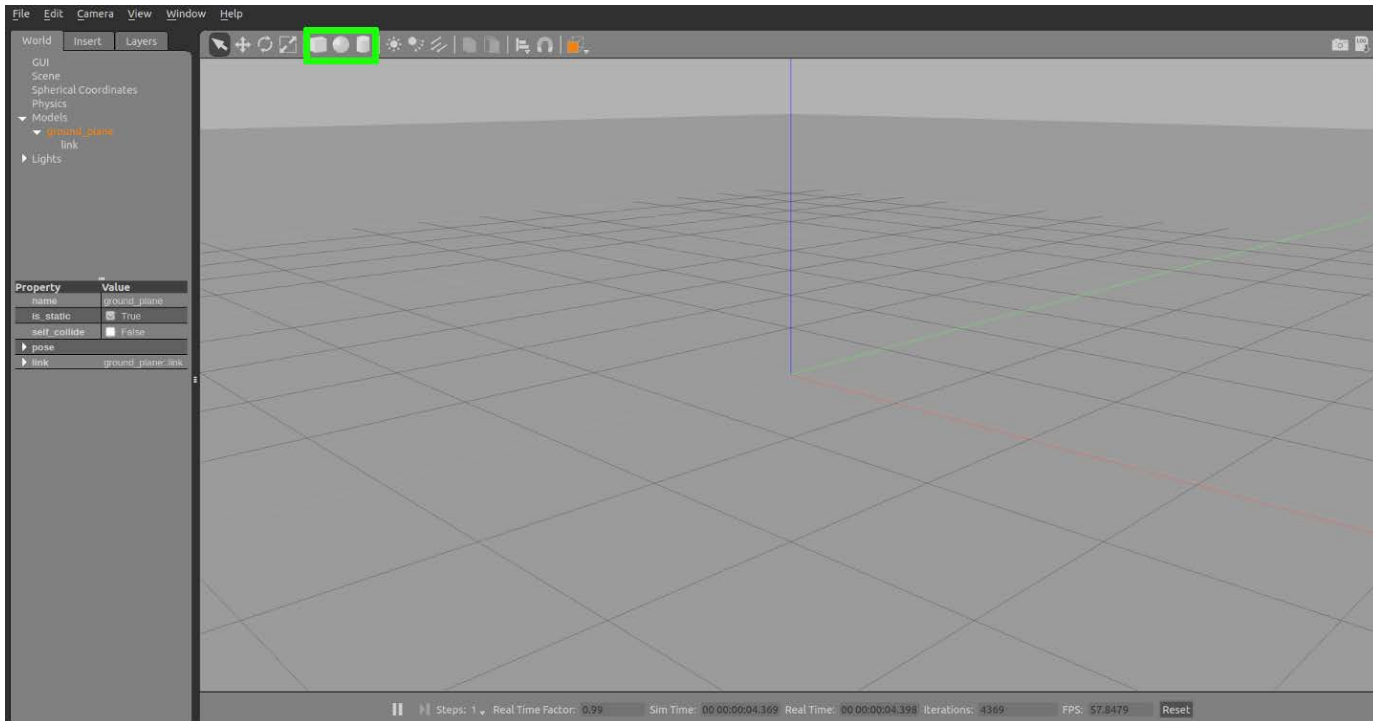 File Edit Camera View Window Help
World Insert Layers
GUI
Scene
Spherical Coordinates
Physics
Models
ground_plane
link
Lights
Property Value
name ground_plane
is_static True
self_collide False
pose
link ground_plane::link
Steps: 1 Real Time Factor: 0.99 Sim Time: 00 00:00:04.369 Real Time: 00 00:00:04.398 Iterations: 4369 FPS: 57.8479 Reset
LOG